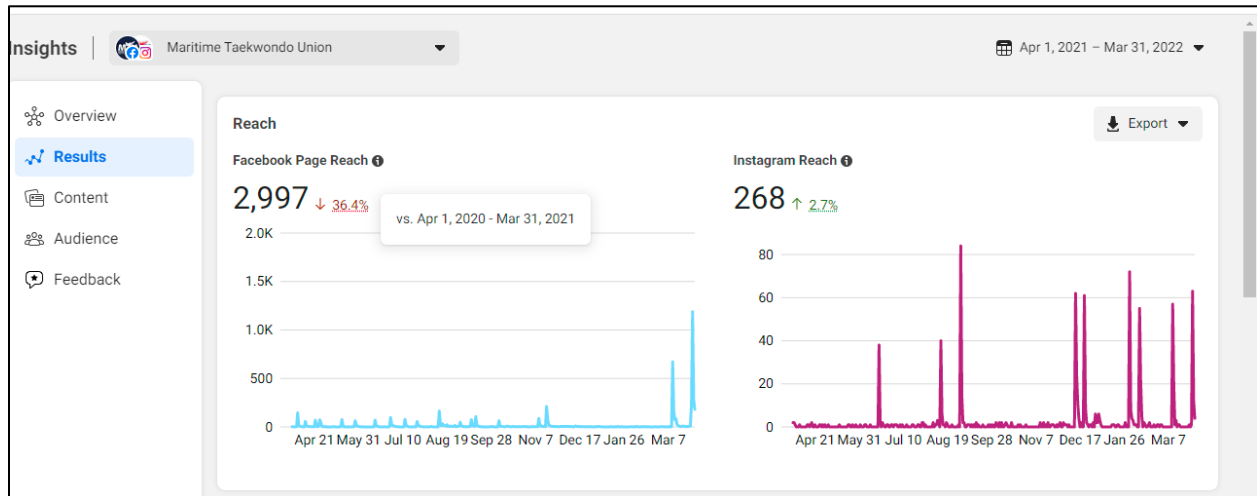 Insights
Maritime Taekwondo Union
Apr 1, 2021 – Mar 31, 2022
Overview
Results
Content
Audience
Feedback
Reach
Export
Facebook Page Reach
2,997 ↓ 36.4%
vs. Apr 1, 2020 - Mar 31, 2021
2.0K
1.5K
1.0K
500
0
Apr 21 May 31 Jul 10 Aug 19 Sep 28 Nov 7 Dec 17 Jan 26 Mar 7
Instagram Reach
268 ↑ 2.7%
80
60
40
20
0
Apr 21 May 31 Jul 10 Aug 19 Sep 28 Nov 7 Dec 17 Jan 26 Mar 7